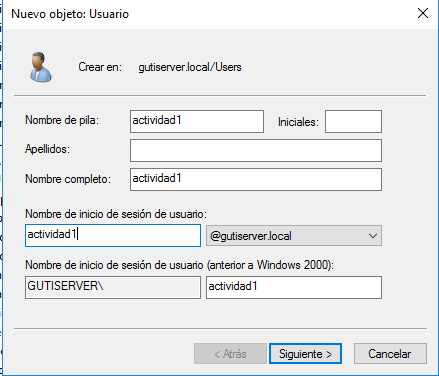 Nuevo objeto: Usuario
Crear en: gutiserver.local/Users
Nombre de pila: actividad1 Iniciales:
Apellidos:
Nombre completo: actividad1
Nombre de inicio de sesión de usuario:
actividad1 @gutiserver.local
Nombre de inicio de sesión de usuario (anterior a Windows 2000):
GUTISERVER\ actividad1
< Atrás Siguiente > Cancelar